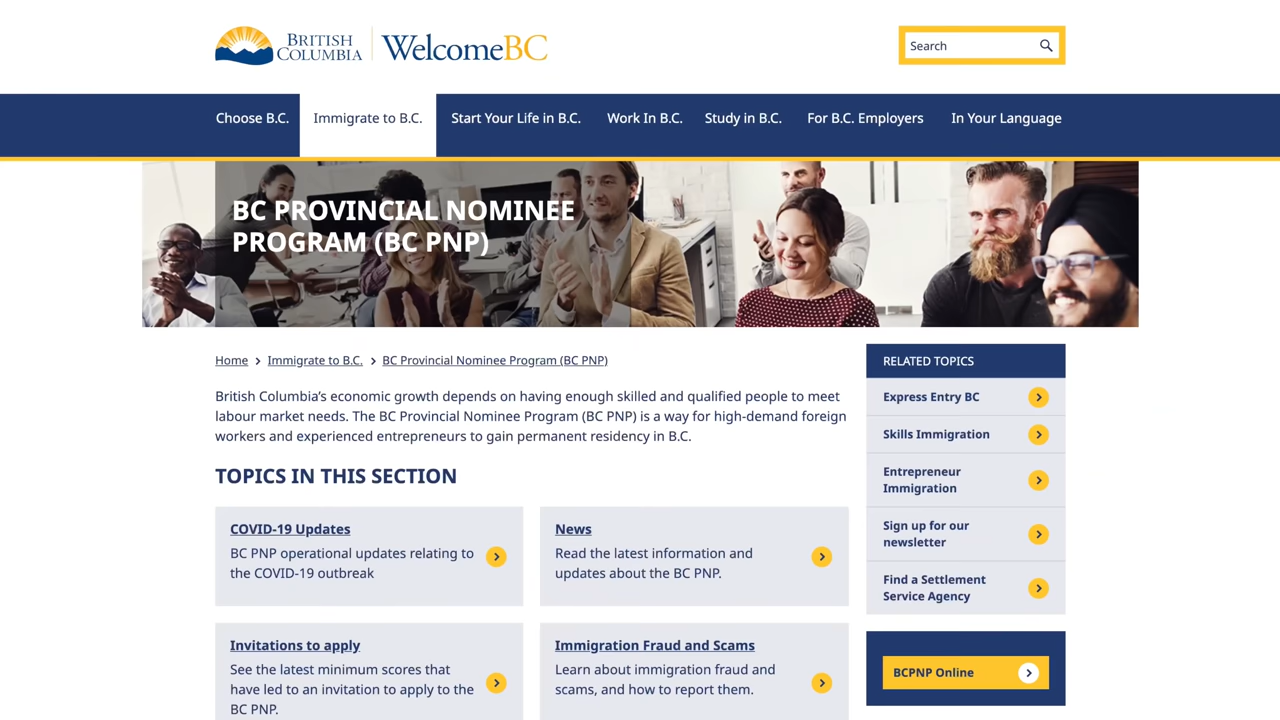 BRITISH
COLUMBIA
WelcomeBC
Search
Choose B.C.
Immigrate to B.C.
Start Your Life in B.C.
Work In B.C.
Study in B.C.
For B.C. Employers
In Your Language
BC PROVINCIAL NOMINEE
PROGRAM (BC PNP)
Home > Immigrate to B.C. > BC Provincial Nominee Program (BC PNP)
British Columbia’s economic growth depends on having enough skilled and qualified people to meet
labour market needs. The BC Provincial Nominee Program (BC PNP) is a way for high-demand foreign
workers and experienced entrepreneurs to gain permanent residency in B.C.
TOPICS IN THIS SECTION
COVID-19 Updates
BC PNP operational updates relating to
the COVID-19 outbreak
News
Read the latest information and
updates about the BC PNP.
Invitations to apply
See the latest minimum scores that
have led to an invitation to apply to the
BC PNP.
Immigration Fraud and Scams
Learn about immigration fraud and
scams, and how to report them.
RELATED TOPICS
Express Entry BC
Skills Immigration
Entrepreneur
Immigration
Sign up for our
newsletter
Find a Settlement
Service Agency
BCPNP Online